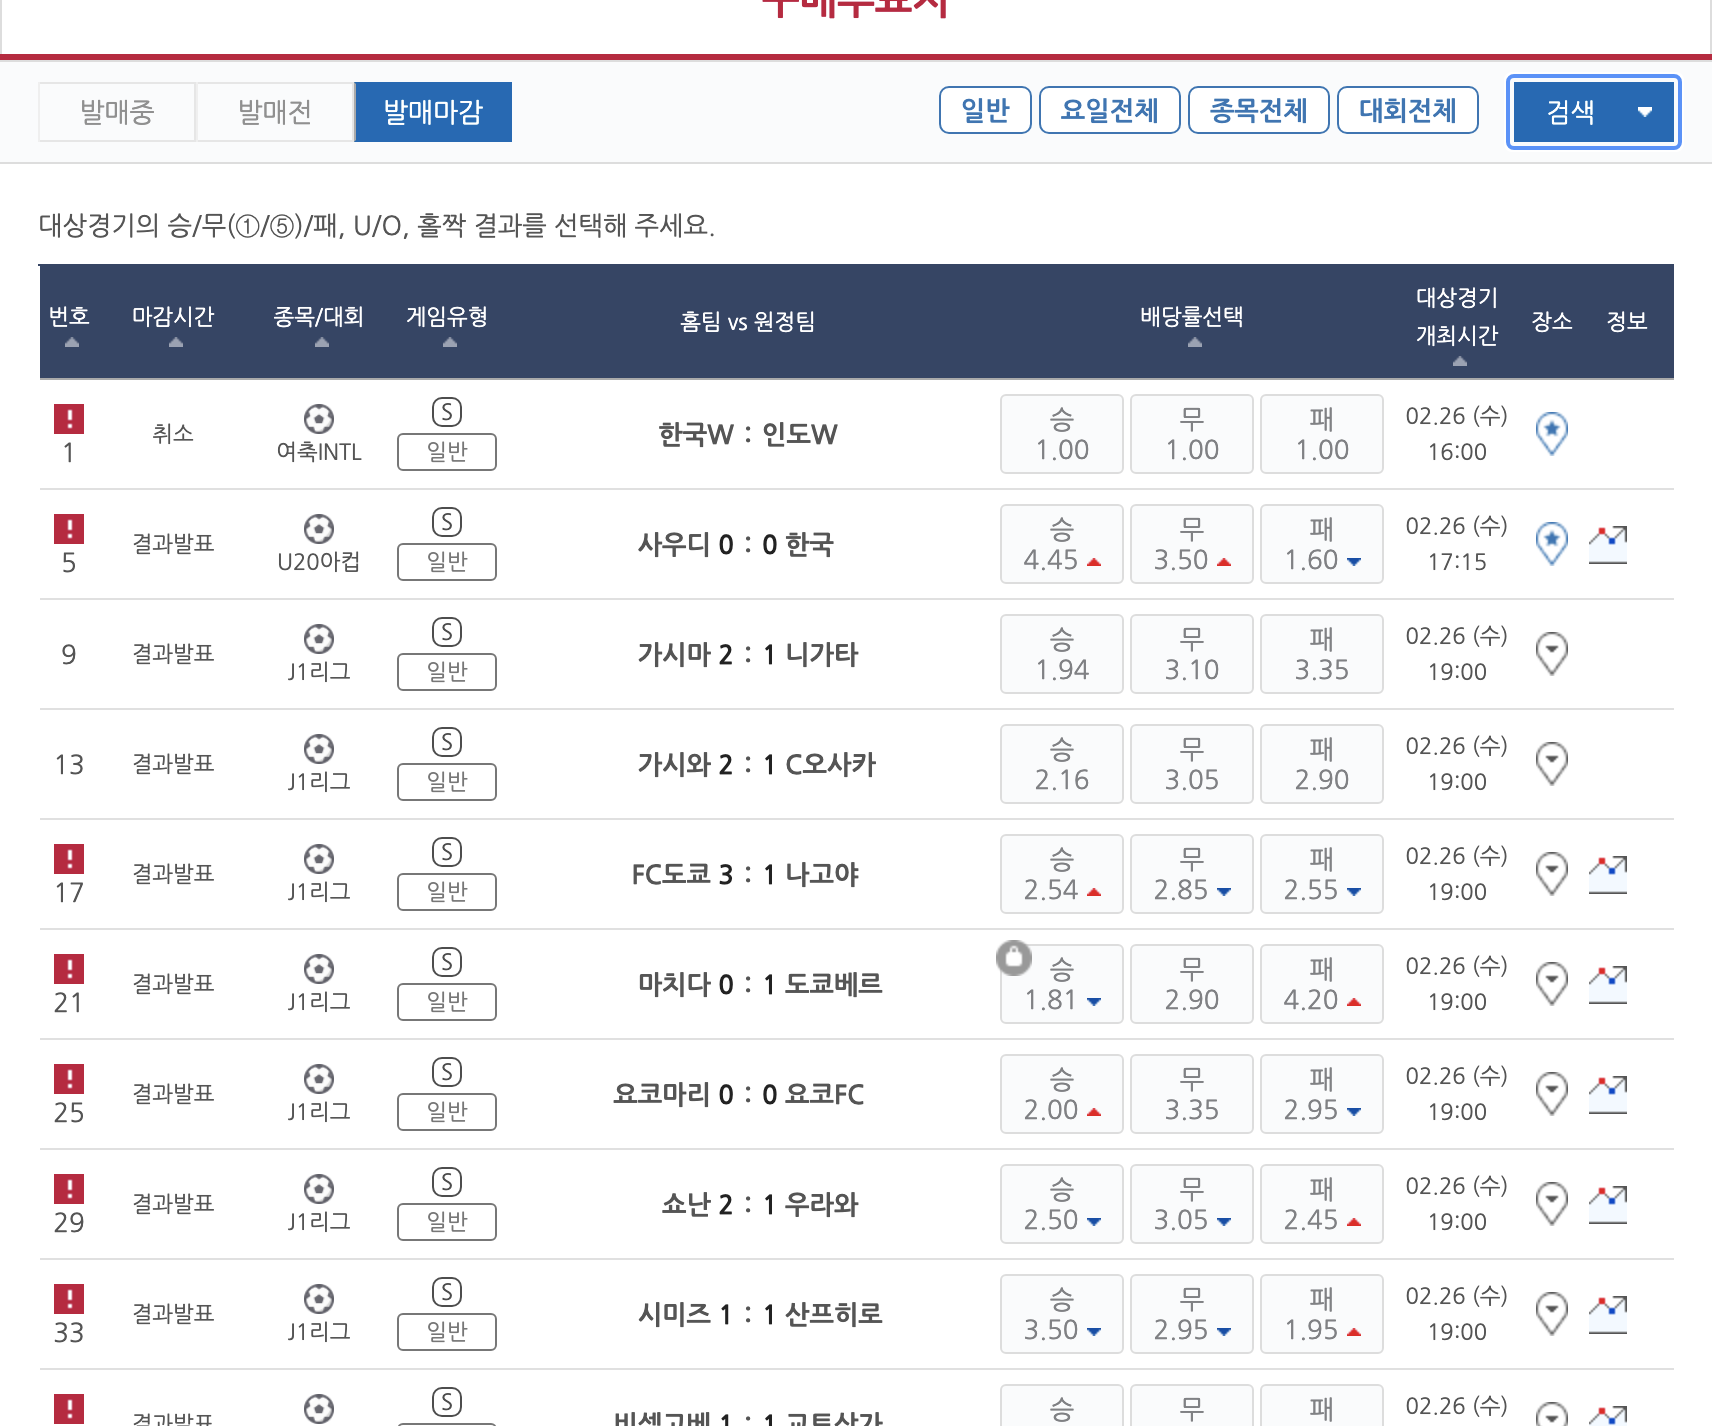 구매투표지
발매중 발매전 발매마감 일반 요일전체 종목전체 대회전체 검색
대상경기의 승/무(①/⑤)/패, U/O, 홀짝 결과를 선택해 주세요.
번호 마감시간 종목/대회 게임유형 홈팀 vs 원정팀 배당률선택 대상경기 개최시간 장소 정보
! 1 취소 여축INTL S 일반 한국W : 인도W 승 1.00 무 1.00 패 1.00 02.26 (수) 16:00
! 5 결과발표 U20아컵 S 일반 사우디 0 : 0 한국 승 4.45 무 3.50 패 1.60 02.26 (수) 17:15
9 결과발표 J1리그 S 일반 가시마 2 : 1 니가타 승 1.94 무 3.10 패 3.35 02.26 (수) 19:00
13 결과발표 J1리그 S 일반 가시와 2 : 1 C오사카 승 2.16 무 3.05 패 2.90 02.26 (수) 19:00
! 17 결과발표 J1리그 S 일반 FC도쿄 3 : 1 나고야 승 2.54 무 2.85 패 2.55 02.26 (수) 19:00
! 21 결과발표 J1리그 S 일반 마치다 0 : 1 도쿄베르 승 1.81 무 2.90 패 4.20 02.26 (수) 19:00
! 25 결과발표 J1리그 S 일반 요코마리 0 : 0 요코FC 승 2.00 무 3.35 패 2.95 02.26 (수) 19:00
! 29 결과발표 J1리그 S 일반 쇼난 2 : 1 우라와 승 2.50 무 3.05 패 2.45 02.26 (수) 19:00
! 33 결과발표 J1리그 S 일반 시미즈 1 : 1 산프히로 승 3.50 무 2.95 패 1.95 02.26 (수) 19:00
! 결과발표 S 비셀고베 1 : 1 교토상가 승 무 패 02.26 (수)